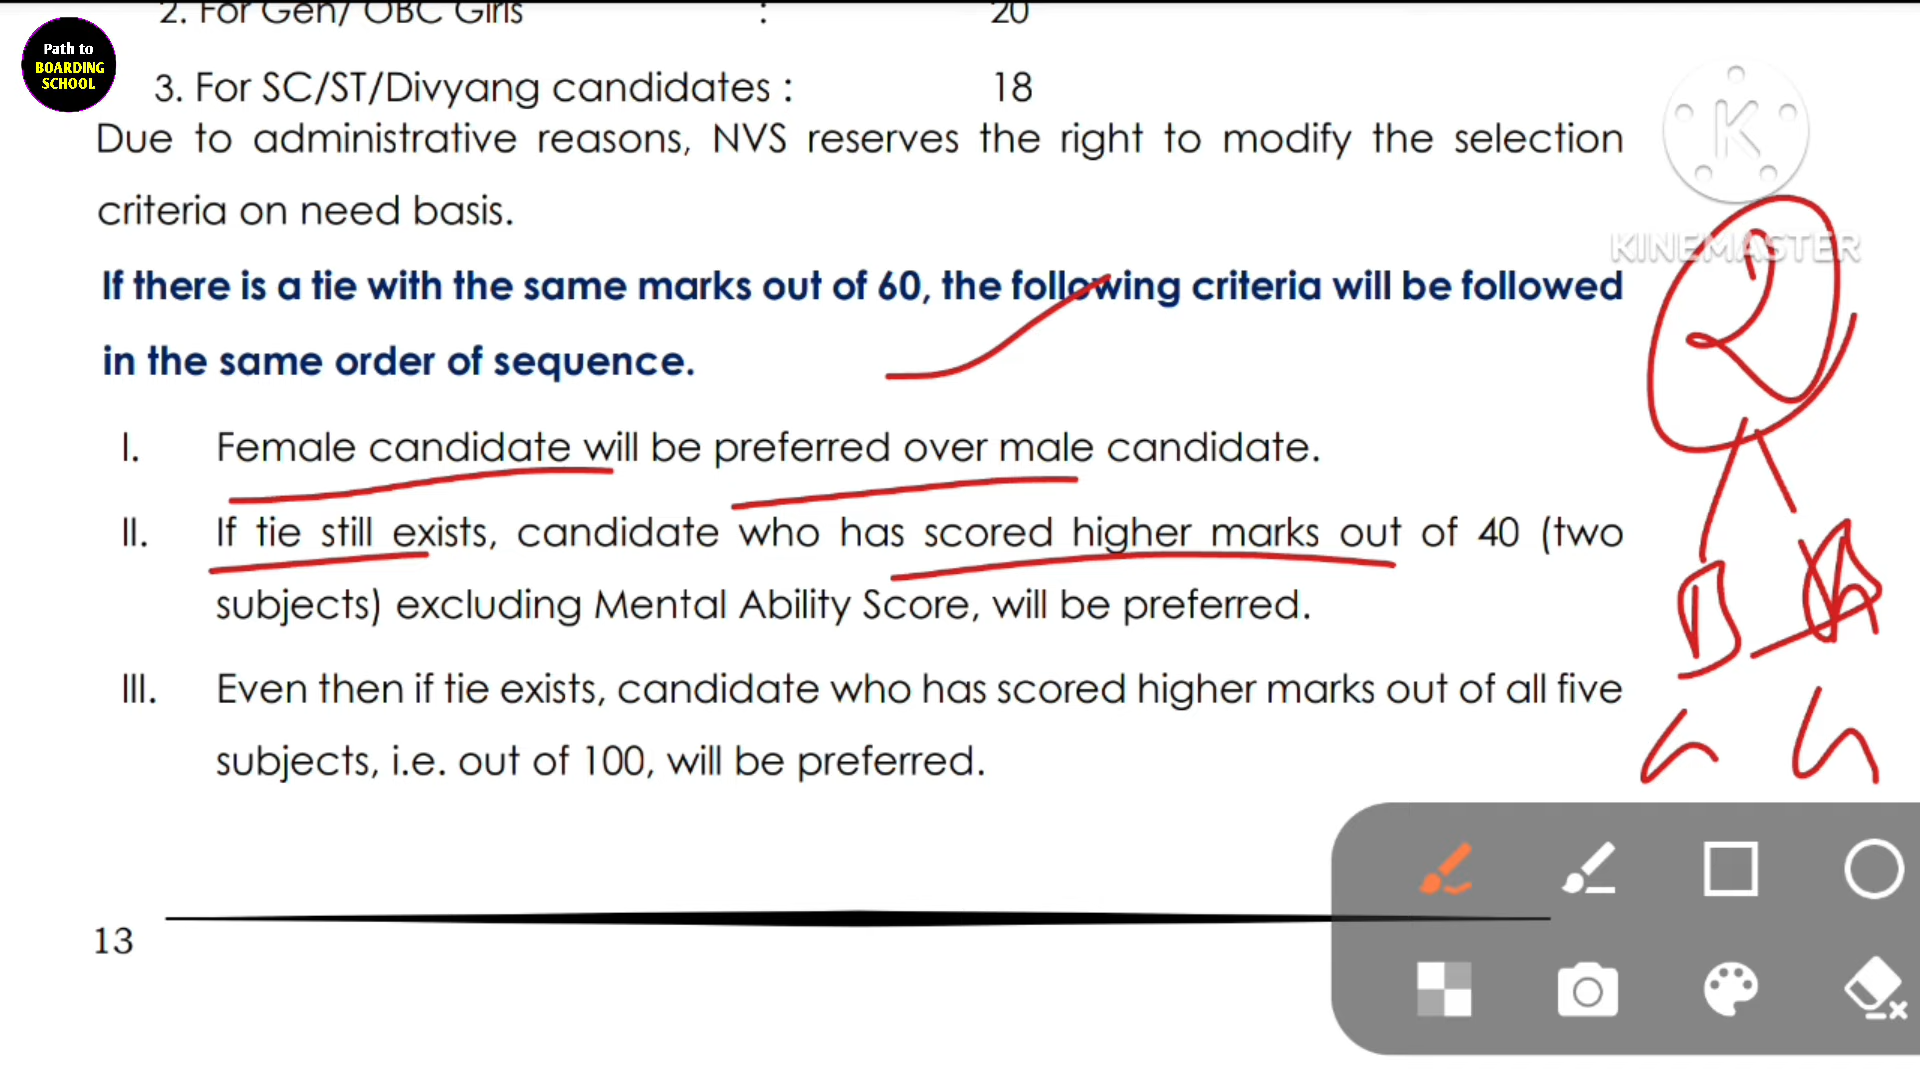 2. For Gen/ OBC Girls : 20
Path to
BOARDING
SCHOOL
3. For SC/ST/Divyang candidates : 18
Due to administrative reasons, NVS reserves the right to modify the selection
criteria on need basis.
KINEMASTER
If there is a tie with the same marks out of 60, the following criteria will be followed
in the same order of sequence.
I. Female candidate will be preferred over male candidate.
II. If tie still exists, candidate who has scored higher marks out of 40 (two
subjects) excluding Mental Ability Score, will be preferred.
III. Even then if tie exists, candidate who has scored higher marks out of all five
subjects, i.e. out of 100, will be preferred.
13